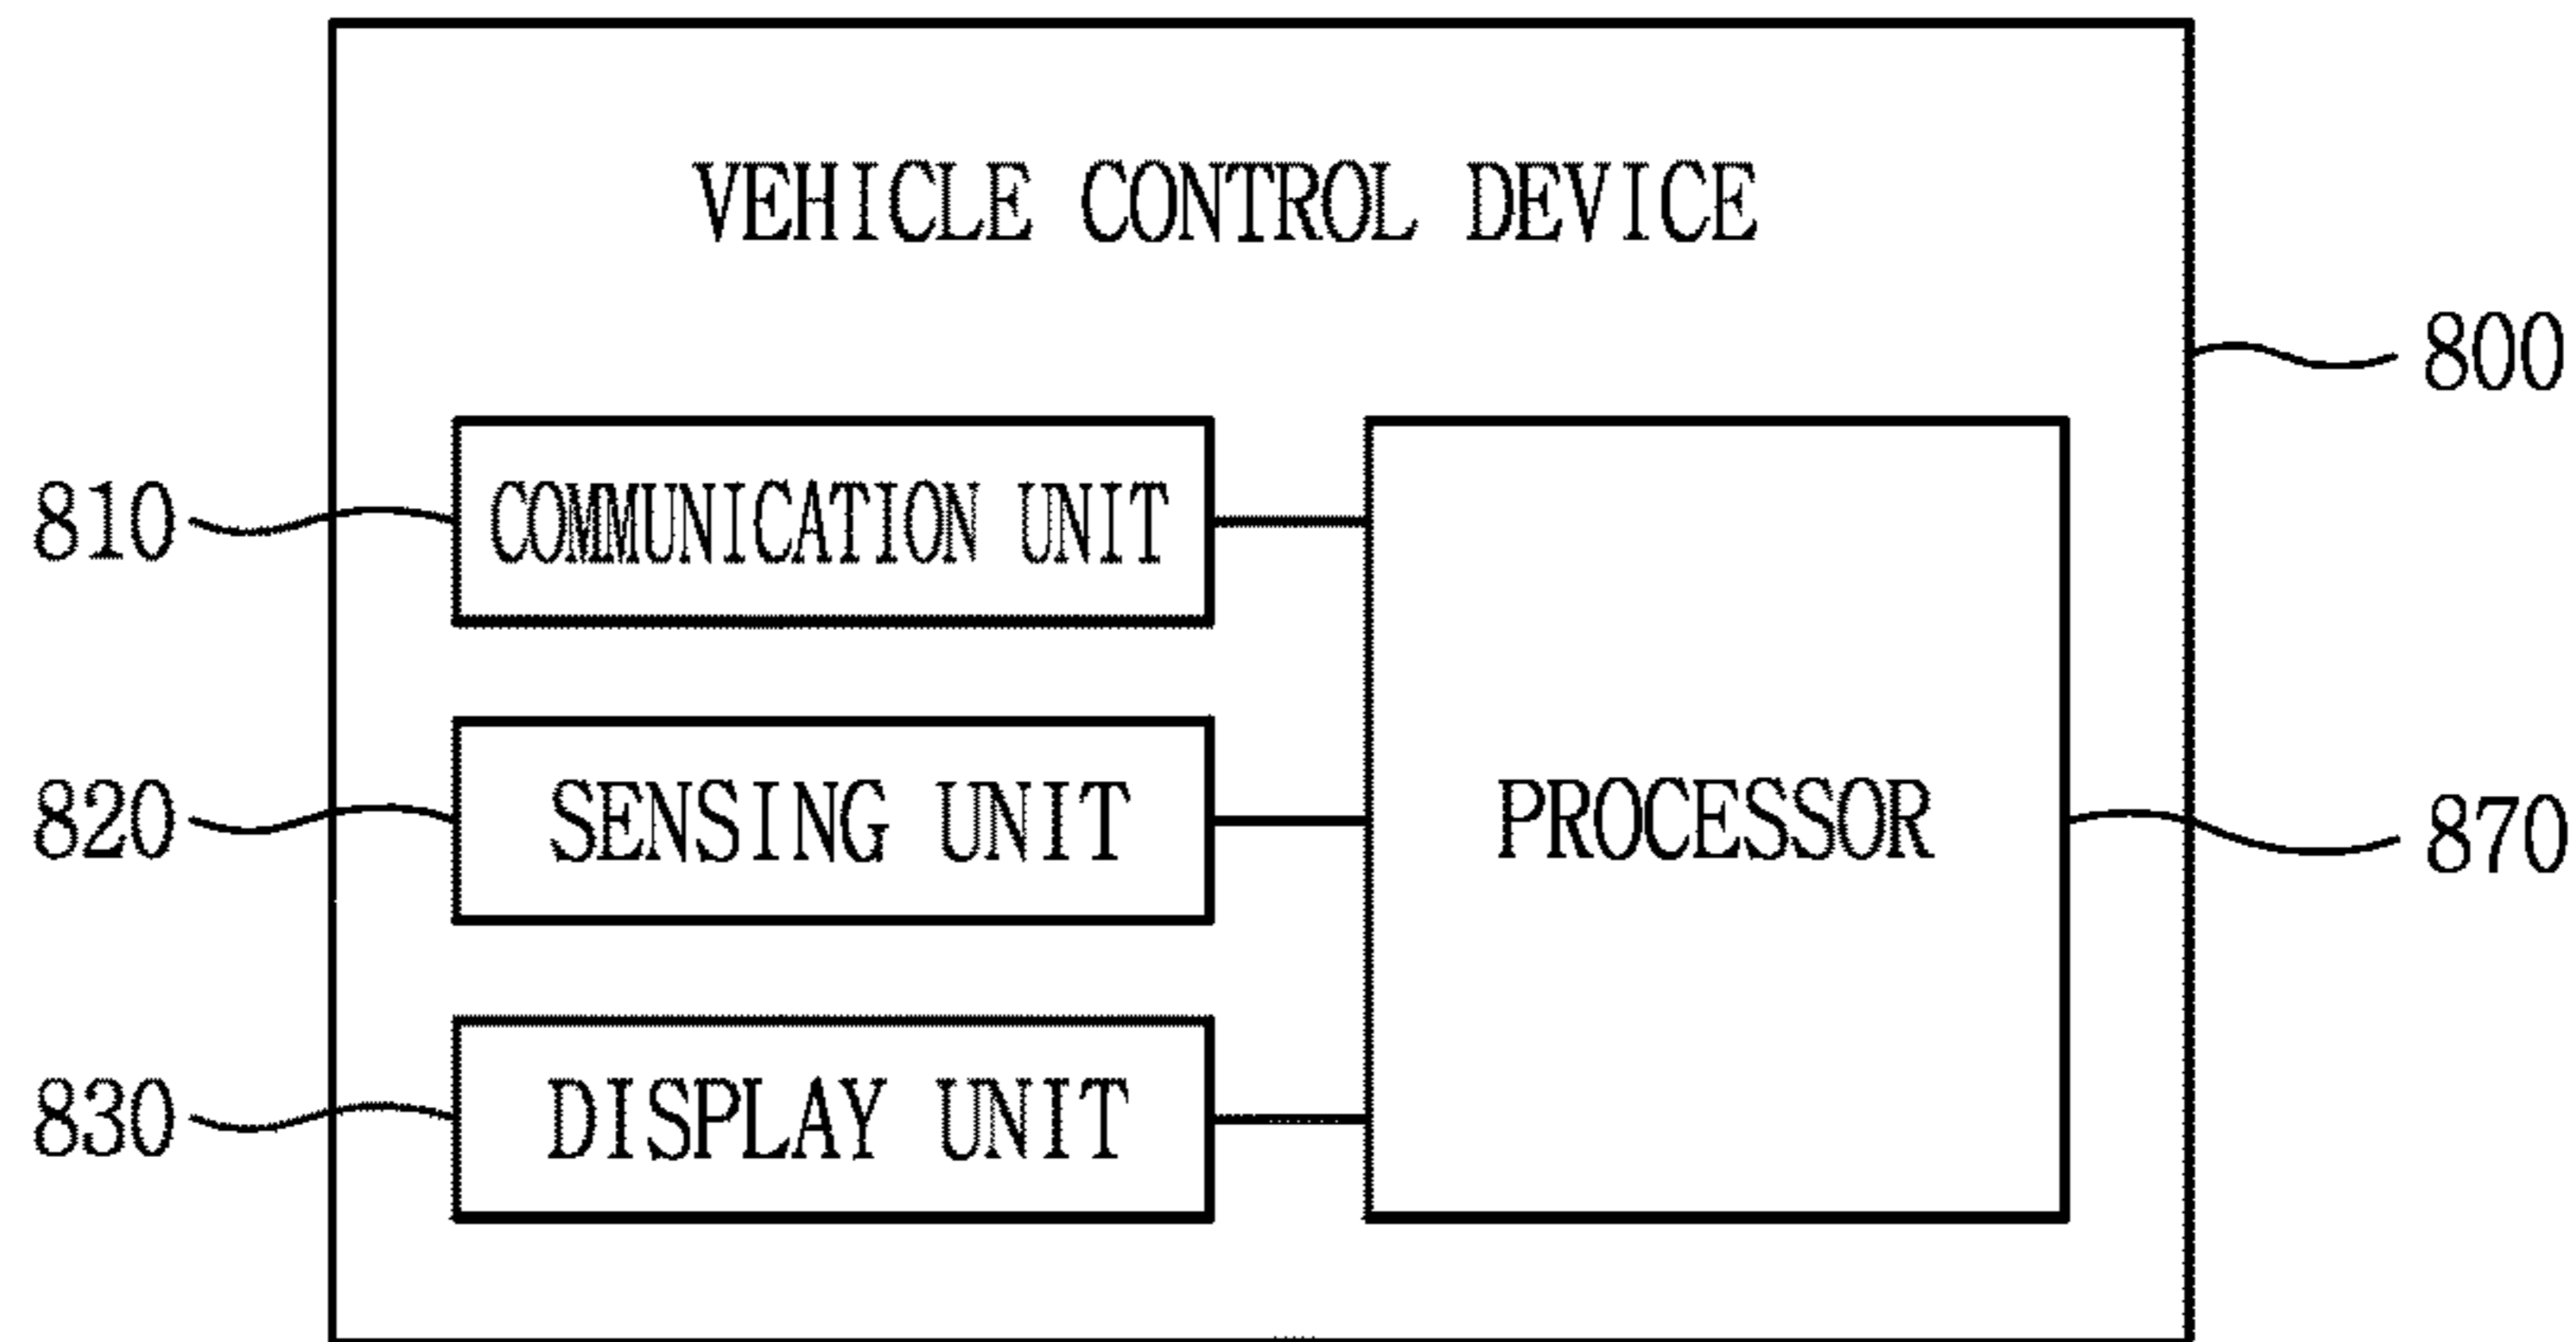 VEHICLE CONTROL DEVICE
800
810
COMMUNICATION UNIT
820
SENSING UNIT
PROCESSOR
870
830
DISPLAY UNIT